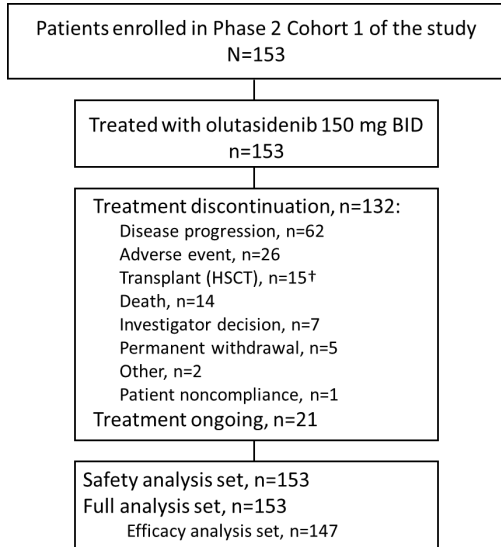 Patients enrolled in Phase 2 Cohort 1 of the study
N=153
Treated with olutasidenib 150 mg BID
n=153
Treatment discontinuation, n=132:
Disease progression, n=62
Adverse event, n=26
Transplant (HSCT), n=15†
Death, n=14
Investigator decision, n=7
Permanent withdrawal, n=5
Other, n=2
Patient noncompliance, n=1
Treatment ongoing, n=21
Safety analysis set, n=153
Full analysis set, n=153
Efficacy analysis set, n=147